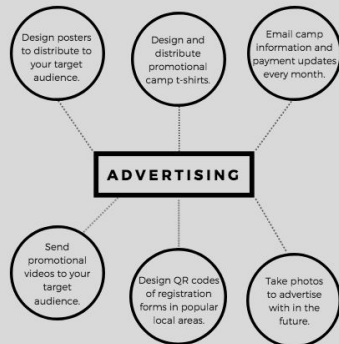 Design posters
to distribute to
your target
audience.
Design and
distribute
promotional
camp t-shirts.
Email camp
information and
payment updates
every month.
ADVERTISING
Send
promotional
videos to your
target
audience.
Design QR codes
of registration
forms in popular
local areas.
Take photos
to advertise
with in the
future.